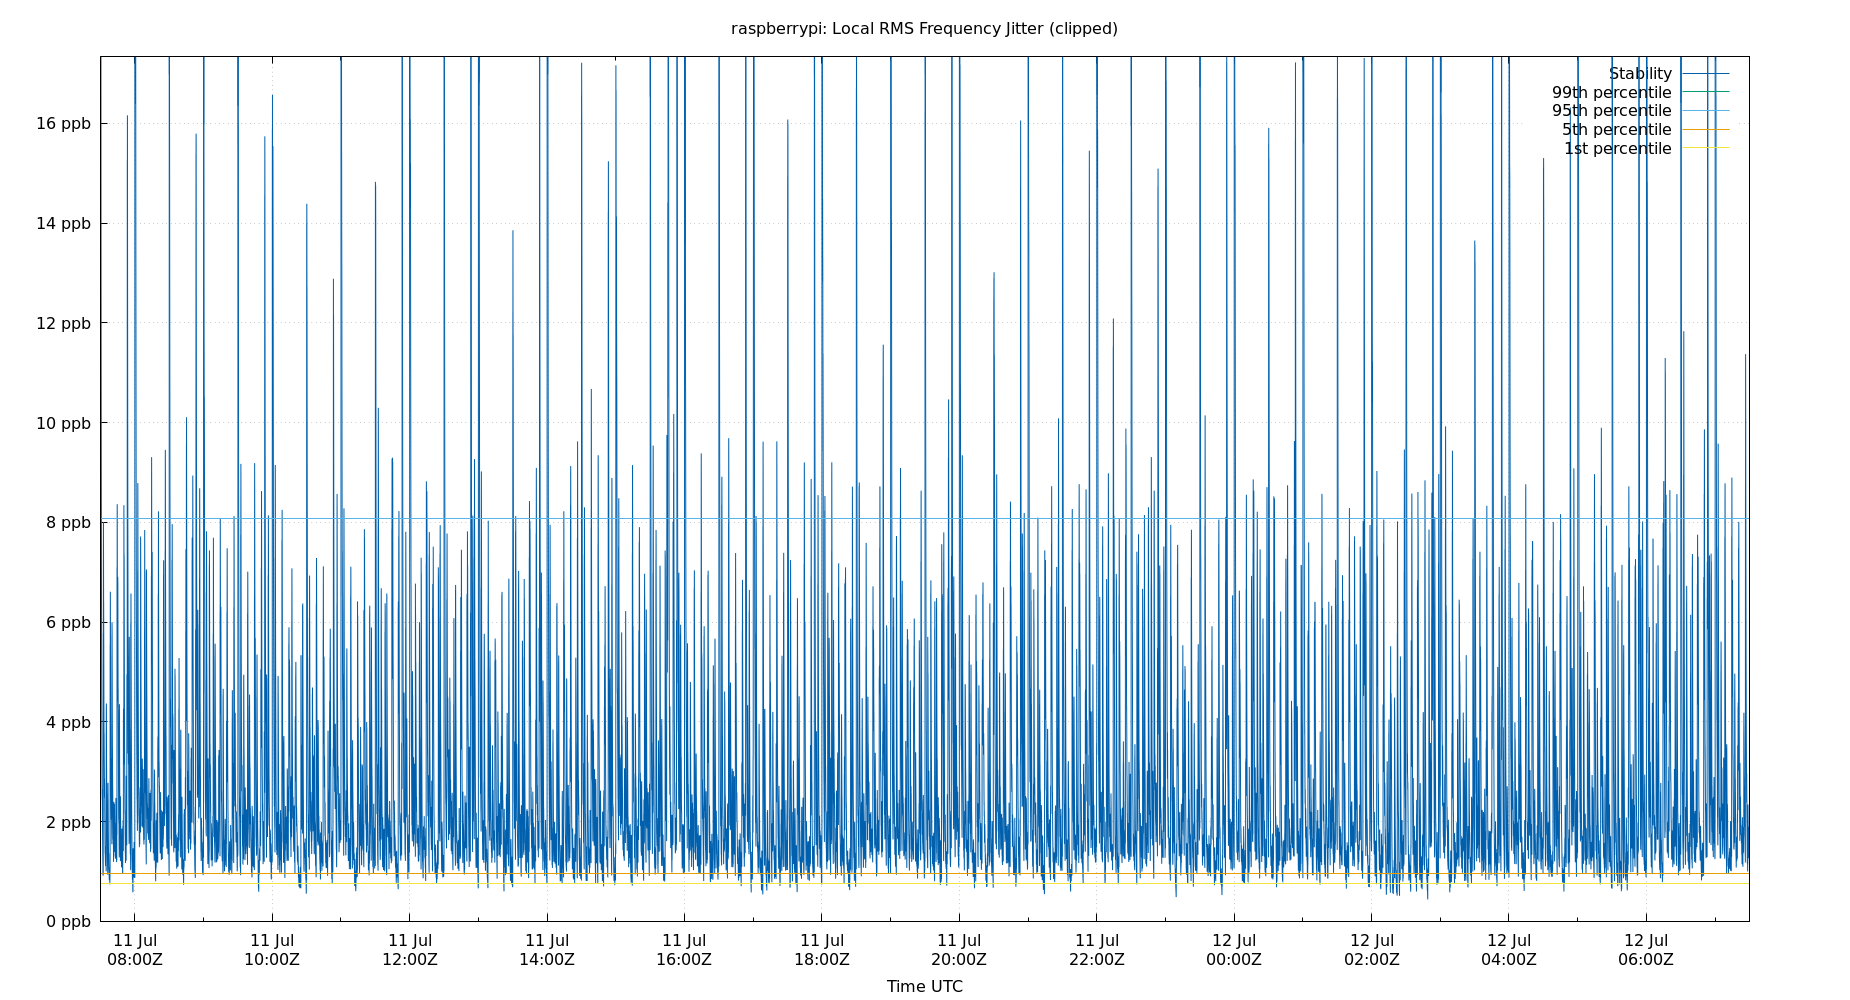 raspberrypi: Local RMS Frequency Jitter (clipped)
Stability
99th percentile
95th percentile
5th percentile
1st percentile
16 ppb
14 ppb
12 ppb
10 ppb
8 ppb
6 ppb
4 ppb
2 ppb
0 ppb
11 Jul 11 Jul 11 Jul 11 Jul 11 Jul 11 Jul 11 Jul 11 Jul 12 Jul 12 Jul 12 Jul 12 Jul
08:00Z 10:00Z 12:00Z 14:00Z 16:00Z 18:00Z 20:00Z 22:00Z 00:00Z 02:00Z 04:00Z 06:00Z
Time UTC